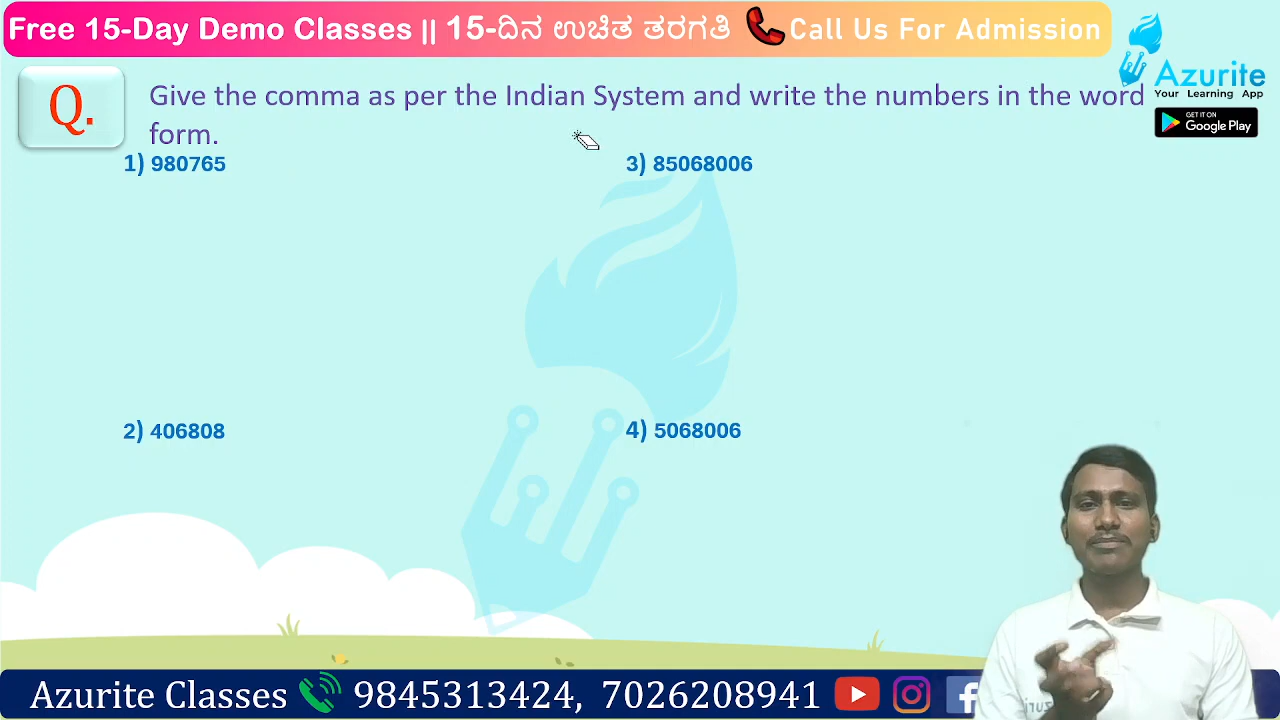 Free 15-Day Demo Classes || 15-ದಿನ ಉಚಿತ ತರಗತಿ Call Us For Admission
Azurite
Your Learning App
GET IT ON
Google Play
Q.
Give the comma as per the Indian System and write the numbers in the word
form.
1) 980765
3) 85068006
2) 406808
4) 5068006
Azurite Classes 9845313424, 7026208941